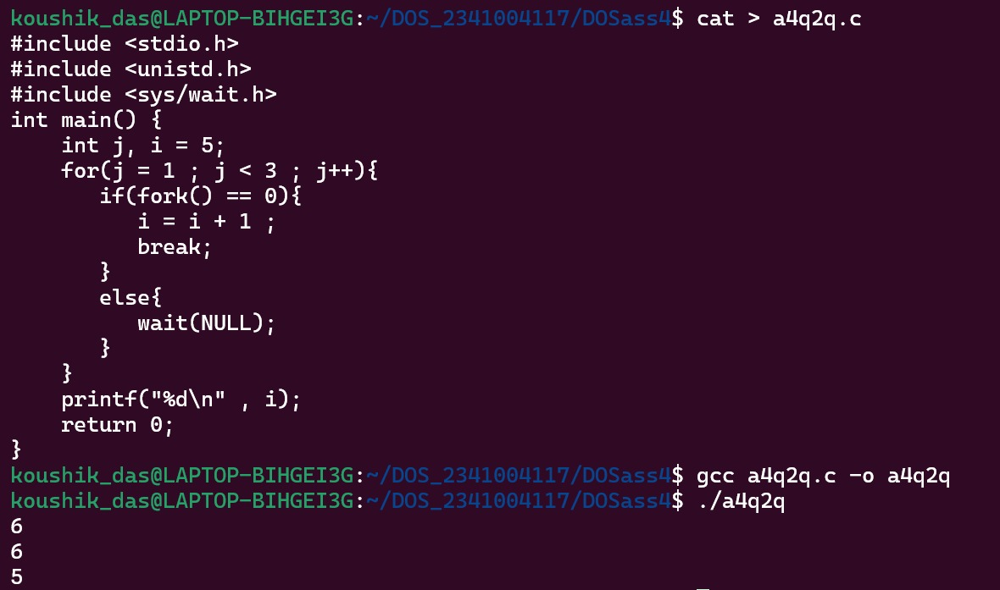 koushik_das@LAPTOP-BIHGEI3G:~/DOS_2341004117/DOSass4$ cat > a4q2q.c
#include <stdio.h>
#include <unistd.h>
#include <sys/wait.h>
int main() {
    int j, i = 5;
    for(j = 1 ; j < 3 ; j++){
       if(fork() == 0){
          i = i + 1 ;
          break;
       }
       else{
          wait(NULL);
       }
    }
    printf("%d\n" , i);
    return 0;
}
koushik_das@LAPTOP-BIHGEI3G:~/DOS_2341004117/DOSass4$ gcc a4q2q.c -o a4q2q
koushik_das@LAPTOP-BIHGEI3G:~/DOS_2341004117/DOSass4$ ./a4q2q
6
6
5